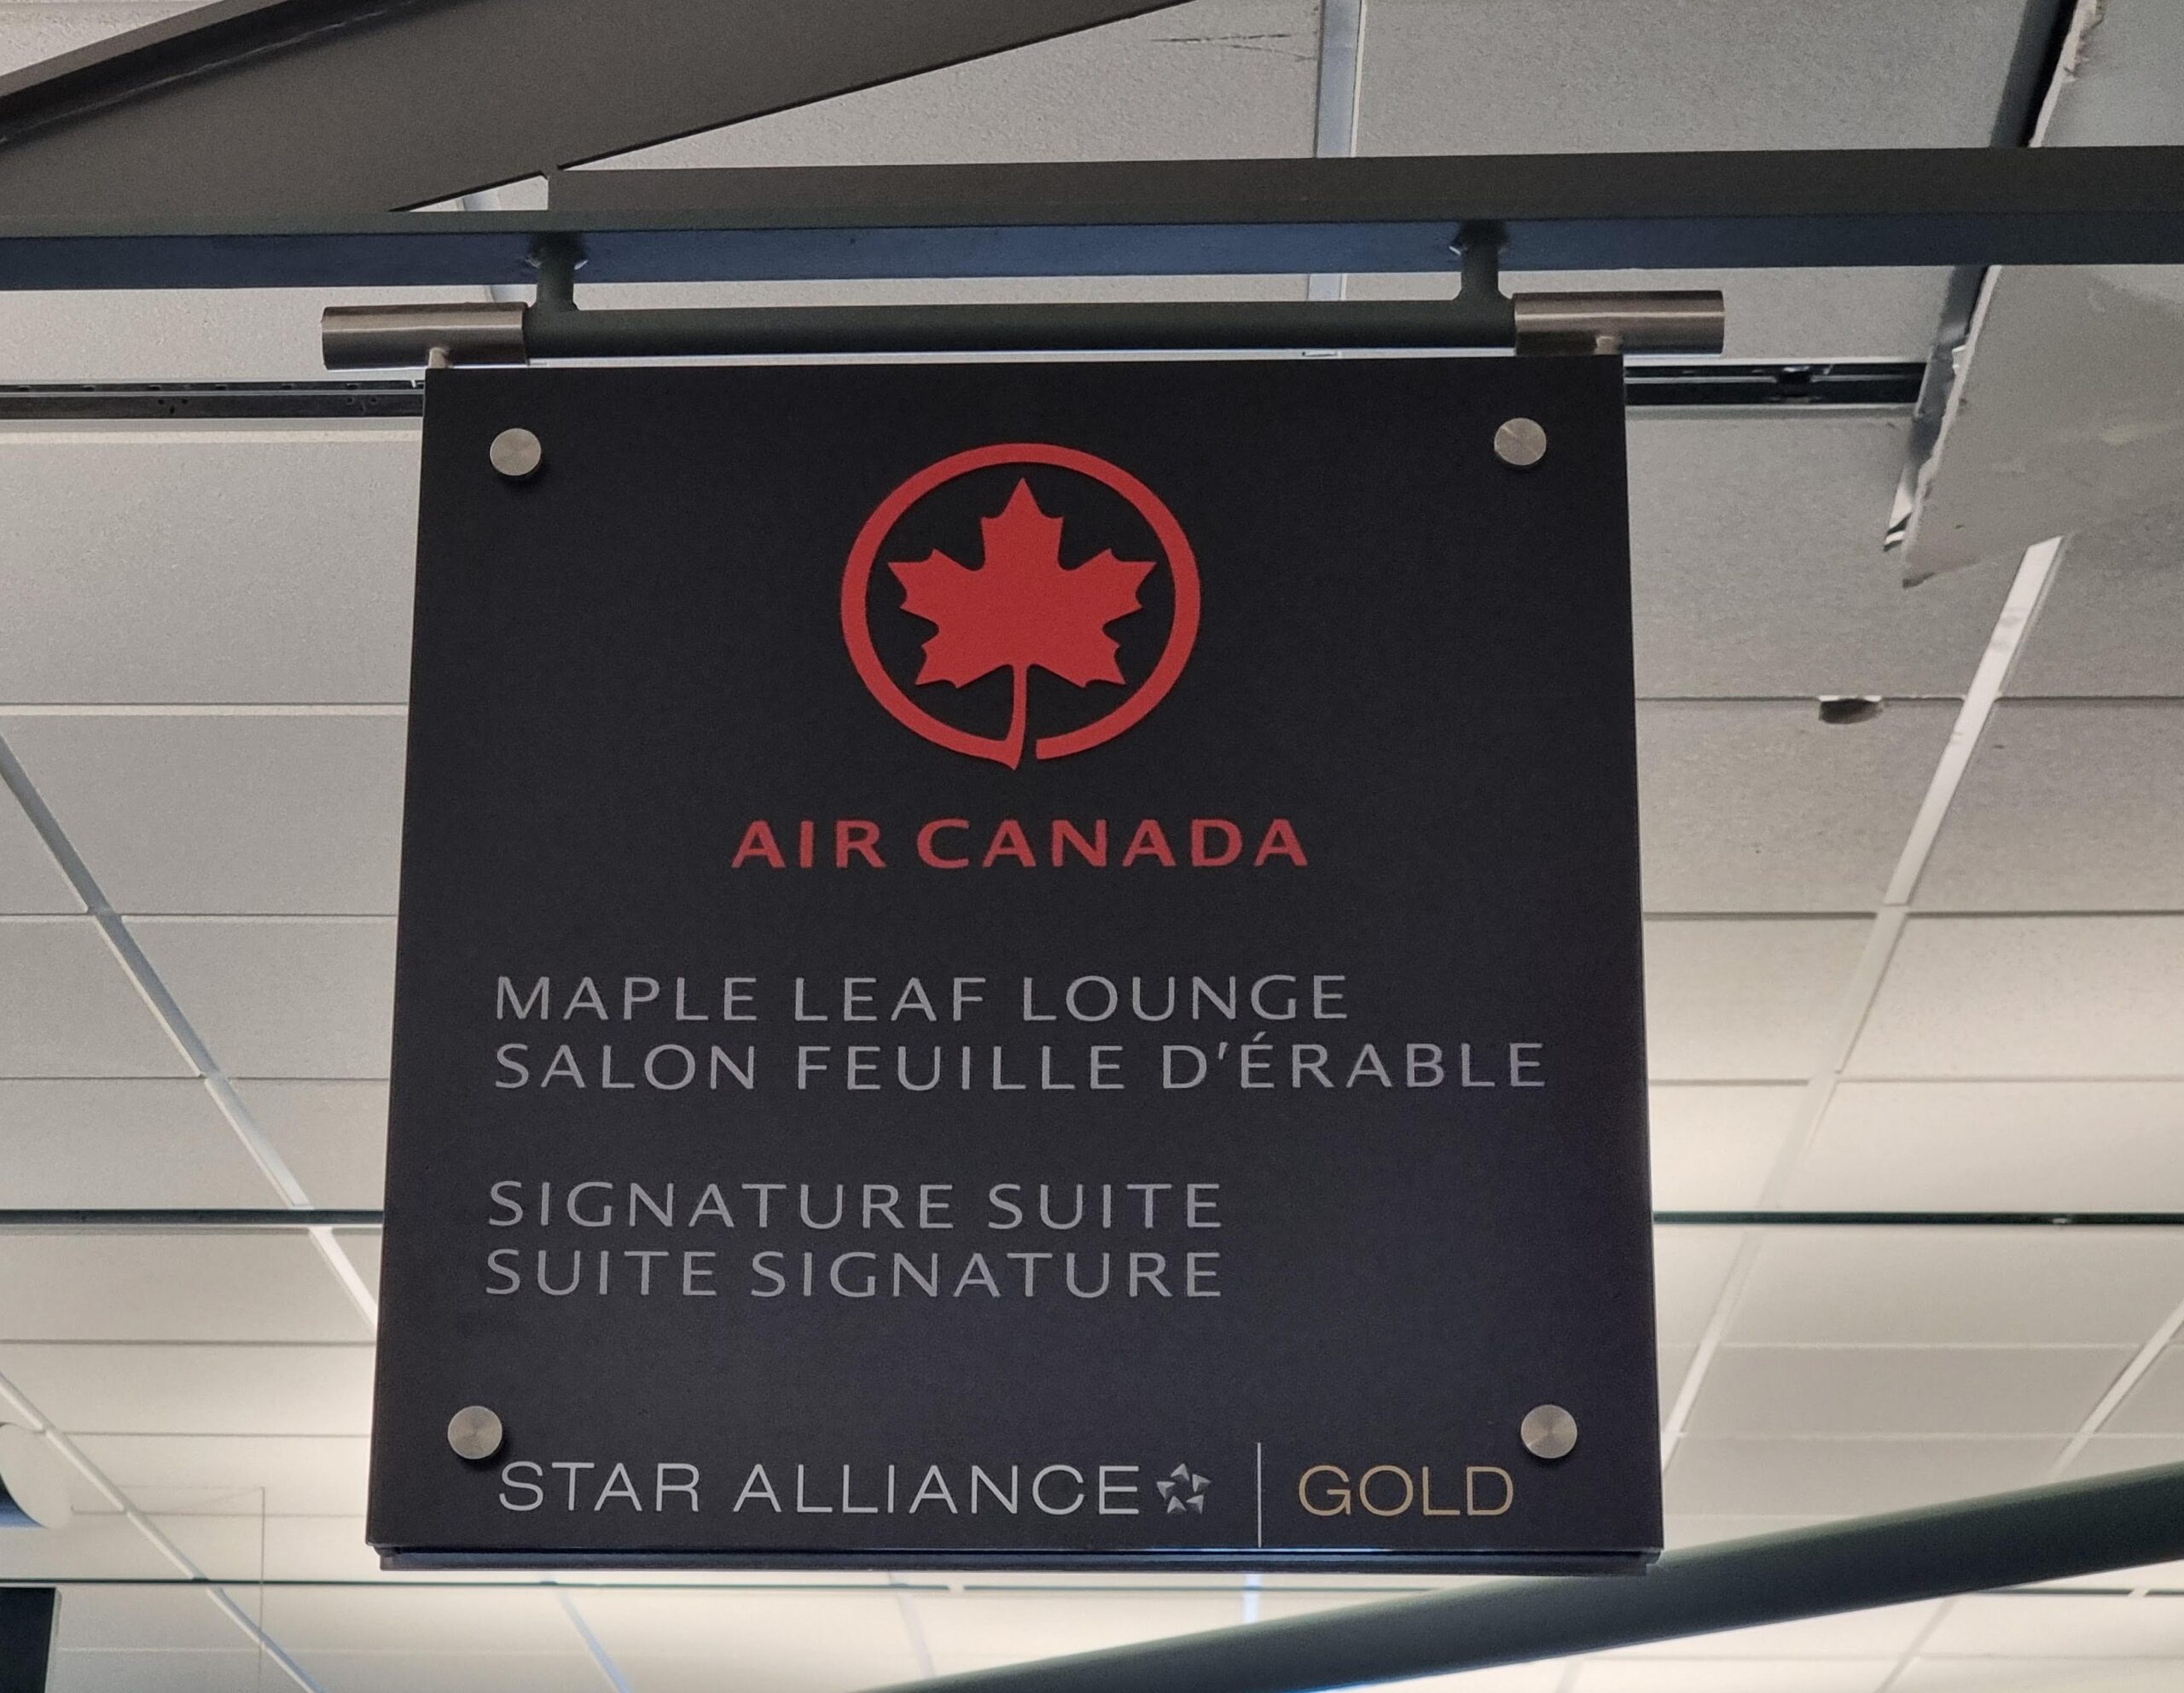 AIR CANADA
MAPLE LEAF LOUNGE
SALON FEUILLE D'ÉRABLE
SIGNATURE SUITE
SUITE SIGNATURE
STAR ALLIANCE | GOLD